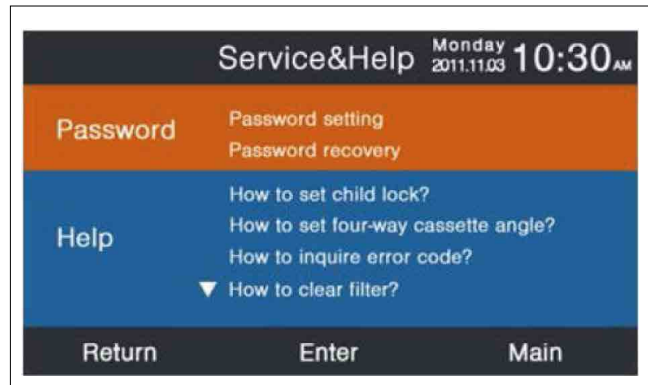 Service&Help Monday 2011.11.03 10:30AM
Password
Password setting
Password recovery
Help
How to set child lock?
How to set four-way cassette angle?
How to inquire error code?
▼ How to clear filter?
Return Enter Main